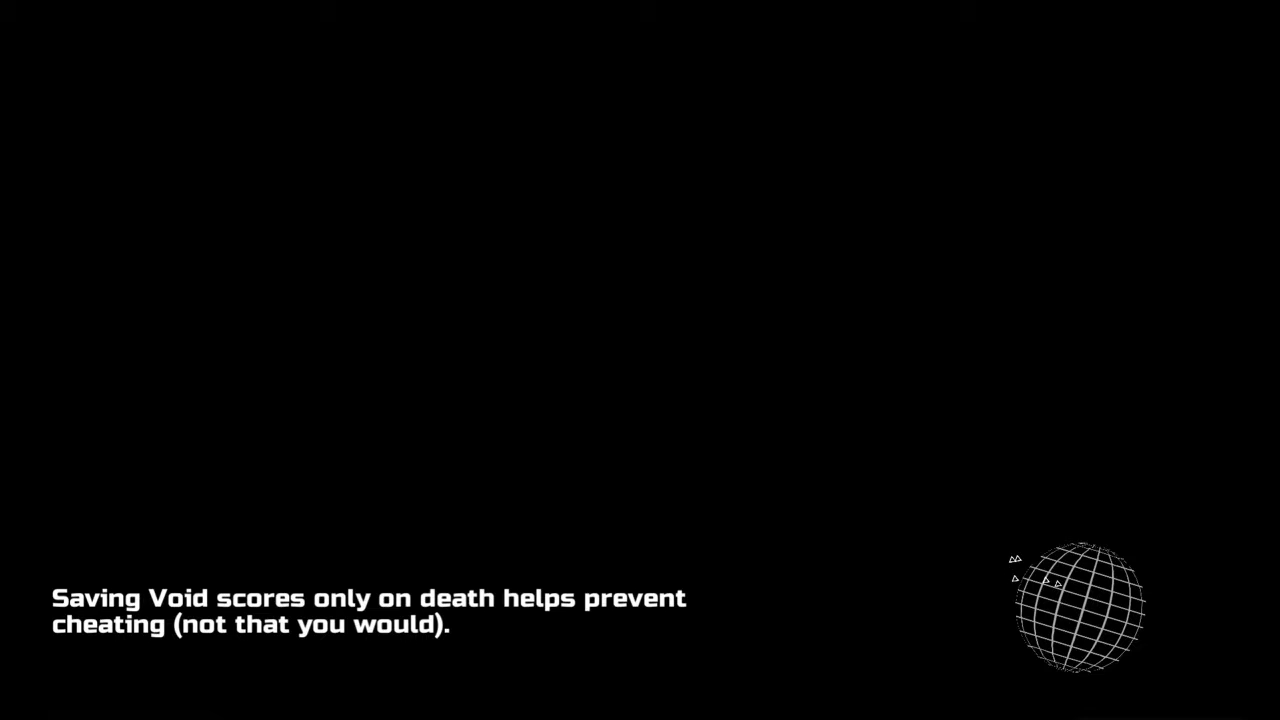 Saving Void scores only on death helps prevent
cheating (not that you would).